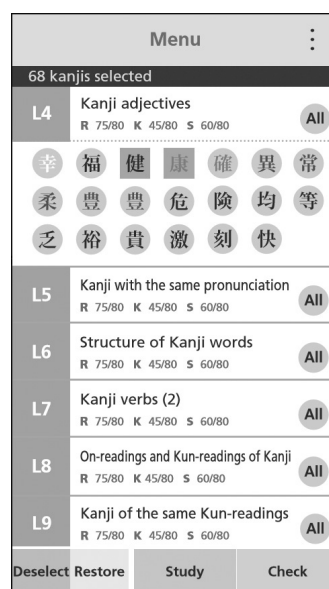 Menu
68 kanjis selected
L4 Kanji adjectives All
R 75/80 K 45/80 S 60/80
幸 福 健 康 確 異 常
柔 豊 豊 危 険 均 等
乏 裕 貴 激 刻 快
L5 Kanji with the same pronunciation All
R 75/80 K 45/80 S 60/80
L6 Structure of Kanji words All
R 75/80 K 45/80 S 60/80
L7 Kanji verbs (2) All
R 75/80 K 45/80 S 60/80
L8 On-readings and Kun-readings of Kanji All
R 75/80 K 45/80 S 60/80
L9 Kanji of the same Kun-readings All
R 75/80 K 45/80 S 60/80
Deselect Restore Study Check